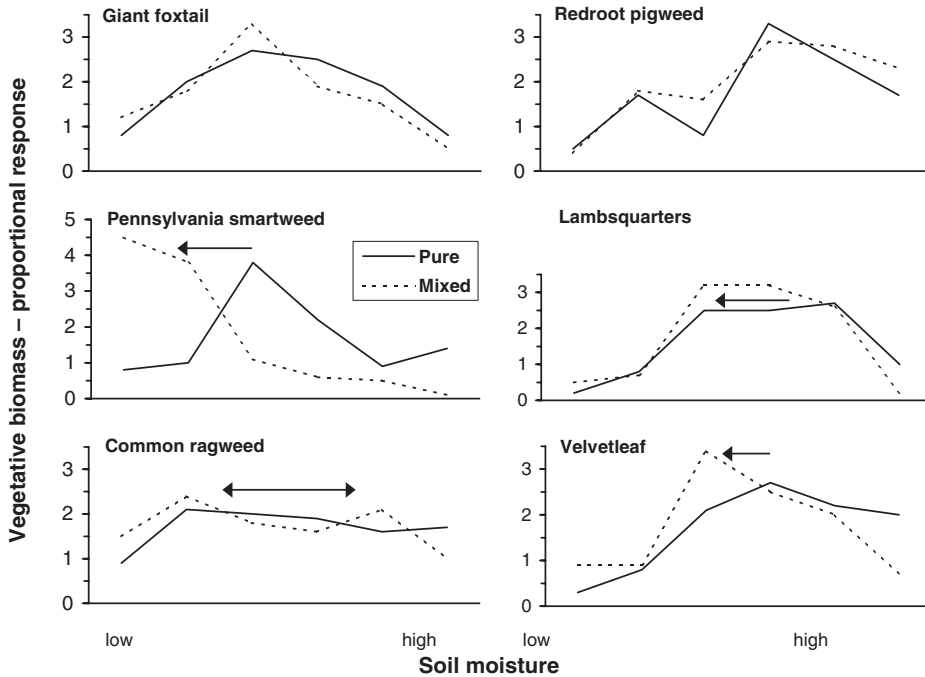 Vegetative biomass – proportional response
Giant foxtail
3
2
1
0
Redroot pigweed
3
2
1
0
Pennsylvania smartweed
5
4
3
2
1
0
Pure
Mixed
Lambsquarters
3
2
1
0
Common ragweed
3
2
1
0
low high
Velvetleaf
3
2
1
0
low high
Soil moisture